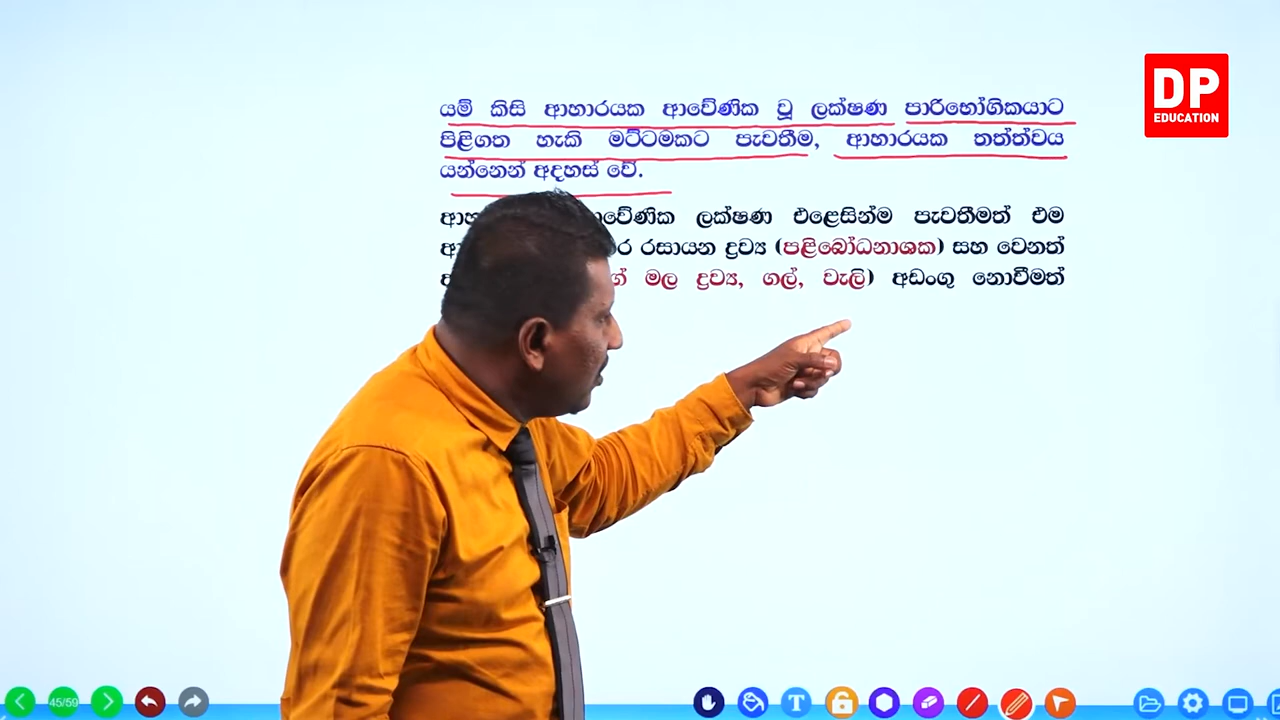 DP
EDUCATION
යම් කිසි ආහාරයක ආවේණික වූ ලක්ෂණ පාරිභෝගිකයාට
පිළිගත හැකි මට්ටමකට පැවතීම, ආහාරයක තත්ත්වය
යන්නෙන් අදහස් වේ.
ලක්ෂණ එළෙසින්ම පැවතීමත් එම
රසායන ද්‍රව්‍ය (පළිබෝධනාශක) සහ වෙනත්
මල ද්‍රව්‍ය, ගල්, වැලි) අඩංගු නොවීමත්
45/59
T